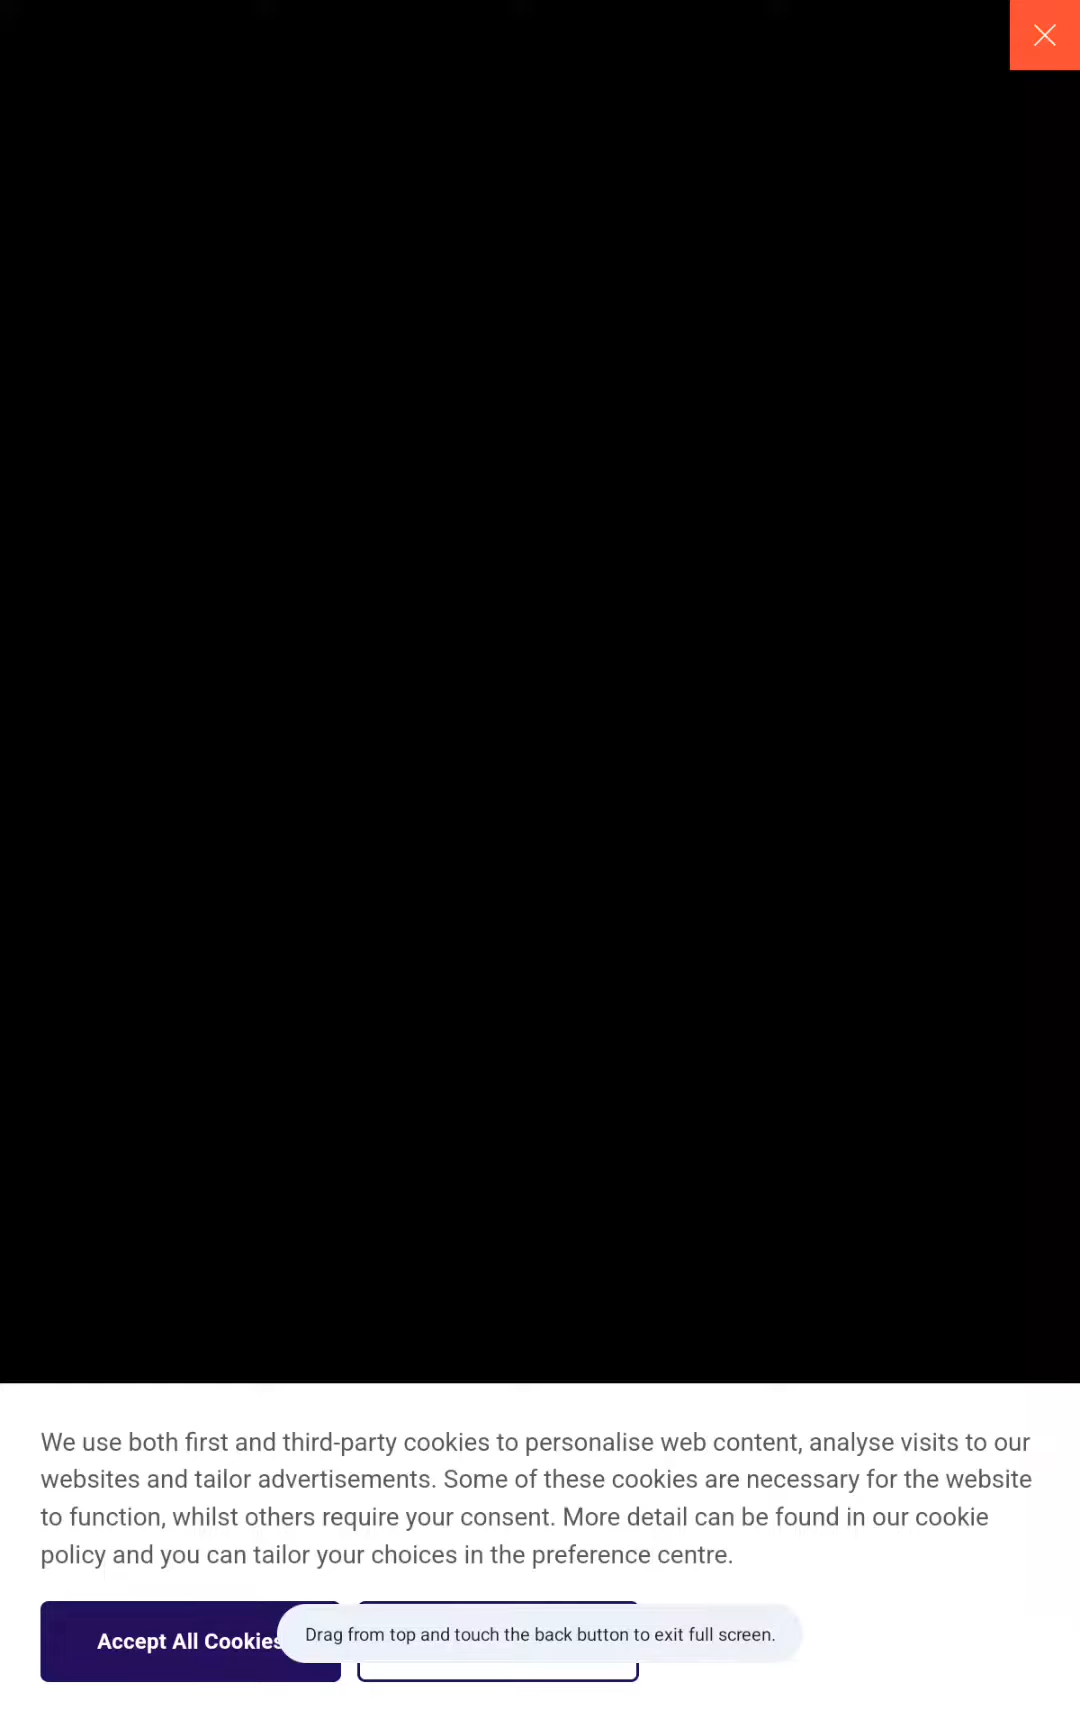 We use both first and third-party cookies to personalise web content, analyse visits to our
websites and tailor advertisements. Some of these cookies are necessary for the website
to function, whilst others require your consent. More detail can be found in our cookie
policy and you can tailor your choices in the preference centre.
Accept All Cookies
Drag from top and touch the back button to exit full screen.